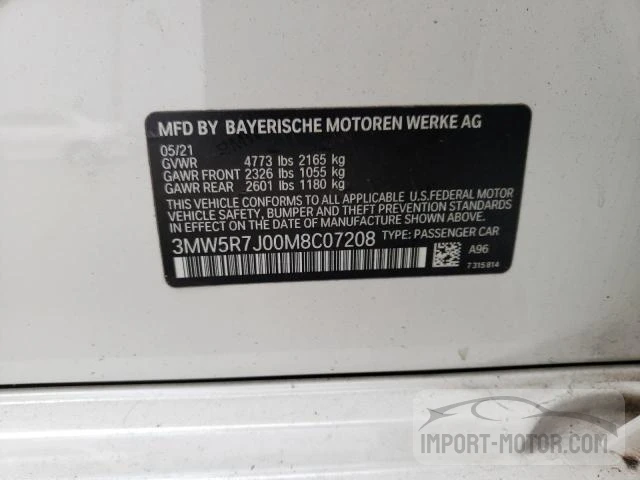 MFD BY BAYERISCHE MOTOREN WERKE AG
05/21
GVWR 4773 lbs 2165 kg
GAWR FRONT 2326 lbs 1055 kg
GAWR REAR 2601 lbs 1180 kg
THIS VEHICLE CONFORMS TO ALL APPLICABLE U.S.FEDERAL MOTOR
VEHICLE SAFETY, BUMPER AND THEFT PREVENTION STANDARDS
IN EFFECT ON THE DATE OF MANUFACTURE SHOWN ABOVE.
3MW5R7J00M8C07208 TYPE: PASSENGER CAR
A96
7315814
IMPORT-MOTOR.COM